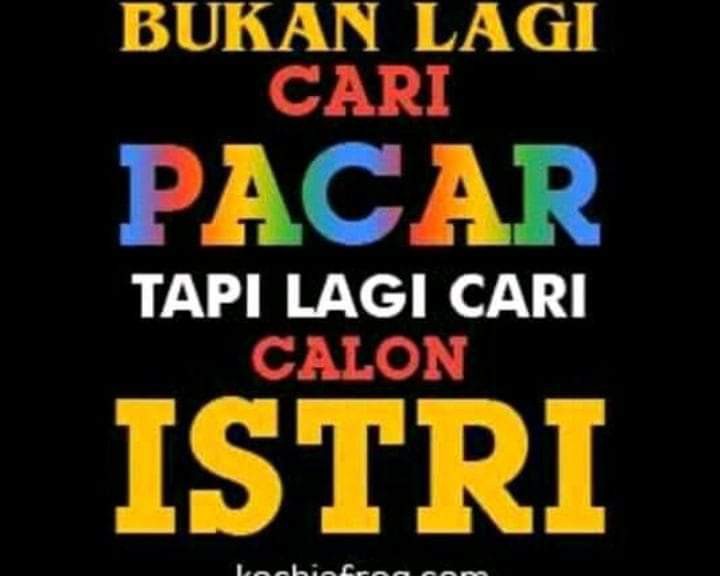 BUKAN LAGI
CARI
PACAR
TAPI LAGI CARI
CALON
ISTRI